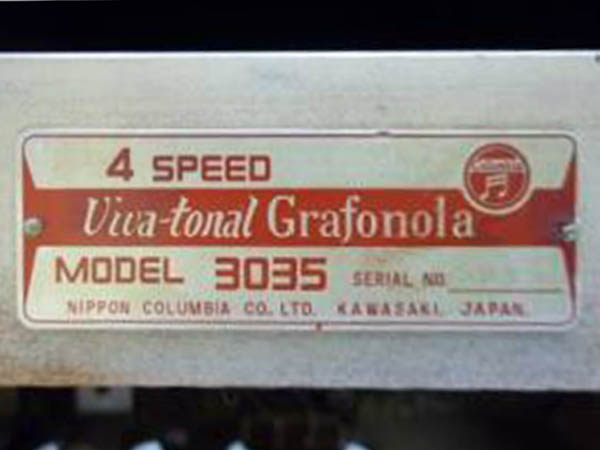 4 SPEED
Viva-tonal Grafonola
MODEL 3035 SERIAL NO.
NIPPON COLUMBIA CO., LTD. KAWASAKI, JAPAN.